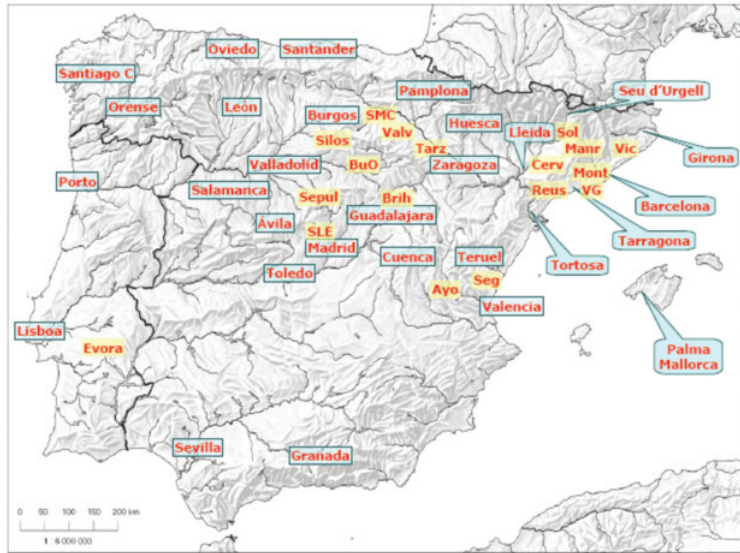 Oviedo
Santander
Santiago C
Pamplona
Seu d'Urgell
Orense
León
Burgos
SMC
Huesca
Lleida
Sol
Valv
Manr
Vic
Silos
Tarz
Girona
Valladolid
BuO
Zaragoza
Cerv
Mont
Porto
Salamanca
Sepul
Brih
Reus
VG
Barcelona
Guadalajara
Ávila
SLE
Tarragona
Madrid
Cuenca
Teruel
Tortosa
Toledo
Ayo
Seg
Valencia
Lisboa
Evora
Palma
Mallorca
Sevilla
Granada
0 50 100 150 200 km
1 : 6 000 000